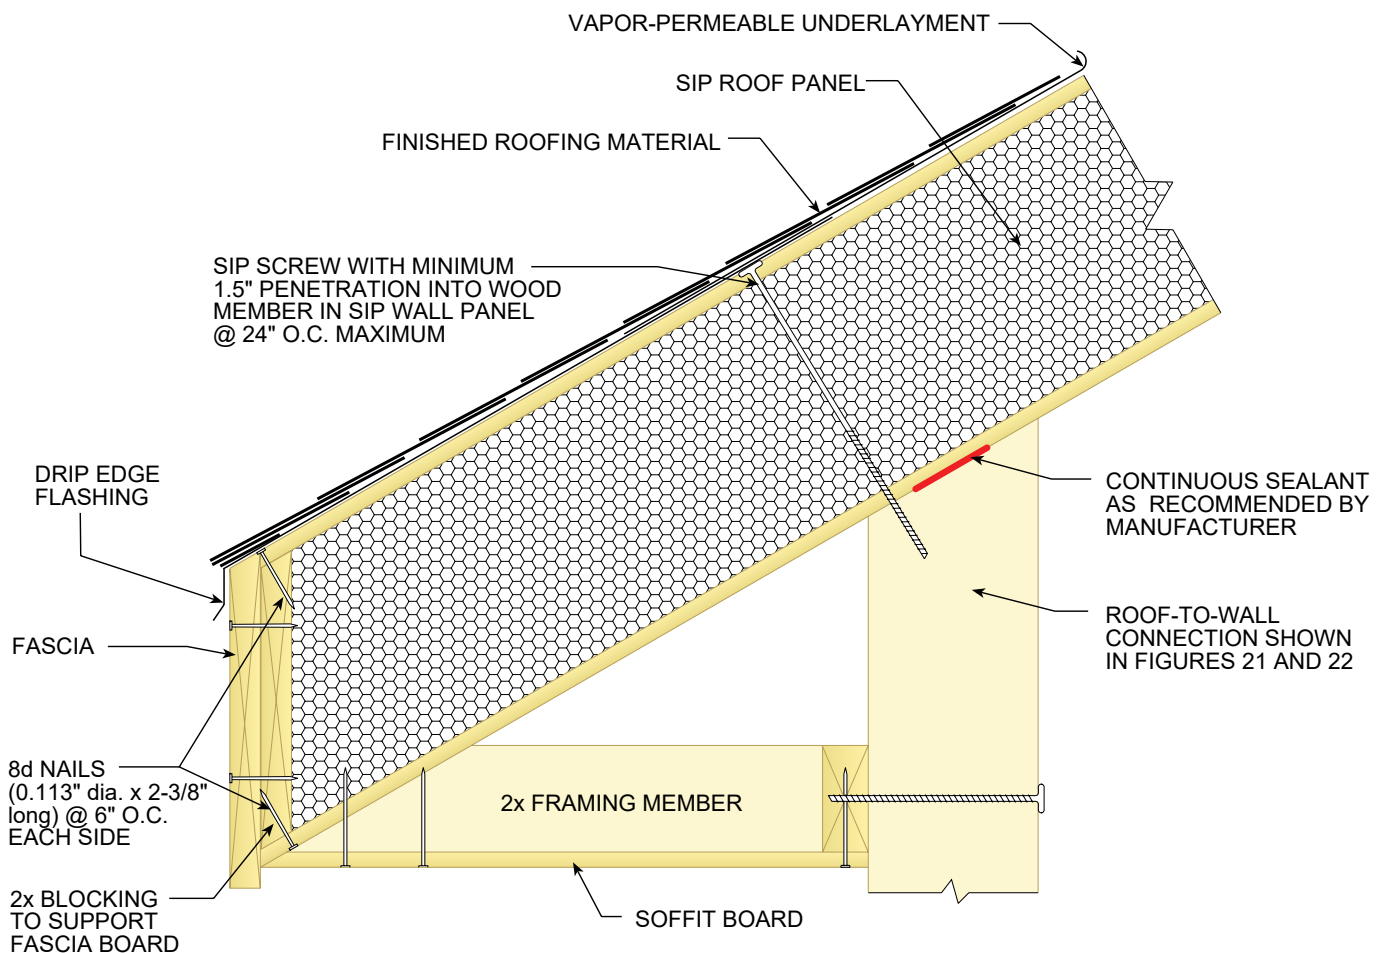 VAPOR-PERMEABLE UNDERLAYMENT
SIP ROOF PANEL
FINISHED ROOFING MATERIAL
SIP SCREW WITH MINIMUM
1.5" PENETRATION INTO WOOD
MEMBER IN SIP WALL PANEL
@ 24" O.C. MAXIMUM
DRIP EDGE
FLASHING
CONTINUOUS SEALANT
AS RECOMMENDED BY
MANUFACTURER
ROOF-TO-WALL
CONNECTION SHOWN
IN FIGURES 21 AND 22
FASCIA
8d NAILS
(0.113" dia. x 2-3/8"
long) @ 6" O.C.
EACH SIDE
2x FRAMING MEMBER
2x BLOCKING
TO SUPPORT
FASCIA BOARD
SOFFIT BOARD